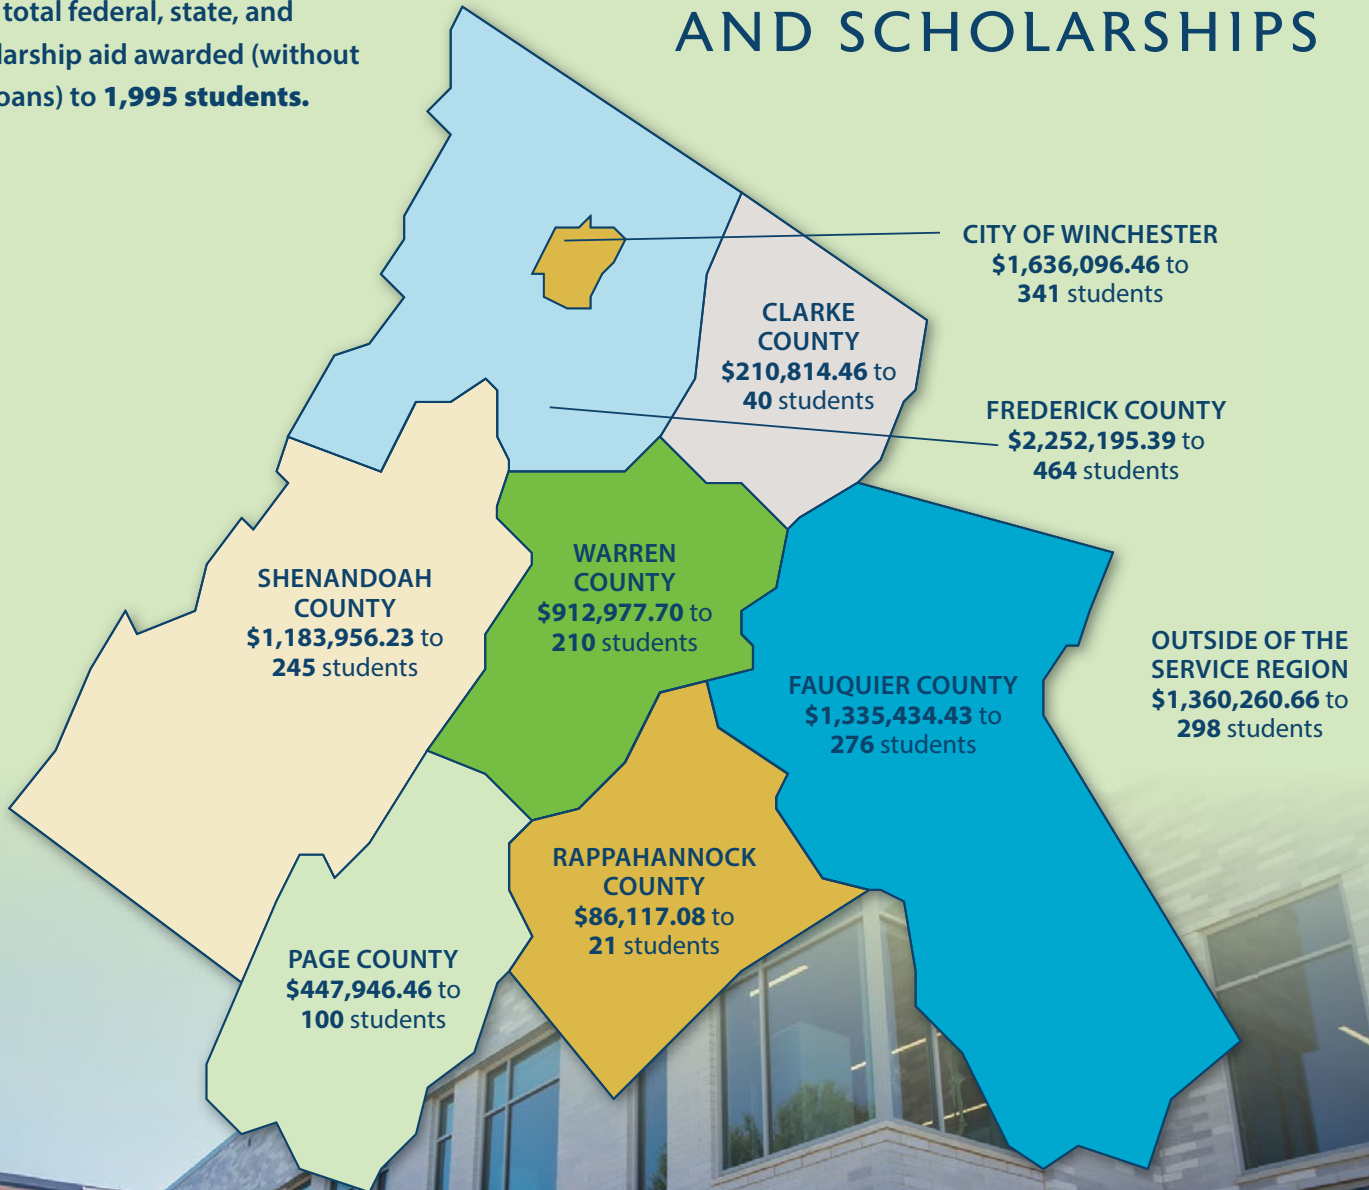 total federal, state, and
aid awarded (without
to 1,995 students.
AND SCHOLARSHIPS
CITY OF WINCHESTER
$1,636,096.46 to
341 students
CLARKE
COUNTY
$210,814.46 to
40 students
FREDERICK COUNTY
$2,252,195.39 to
464 students
WARREN
COUNTY
$912,977.70 to
210 students
SHENANDOAH
COUNTY
$1,183,956.23 to
245 students
OUTSIDE OF THE
SERVICE REGION
$1,360,260.66 to
298 students
FAUQUIER COUNTY
$1,335,434.43 to
276 students
RAPPAHANNOCK
COUNTY
$86,117.08 to
21 students
PAGE COUNTY
$447,946.46 to
100 students